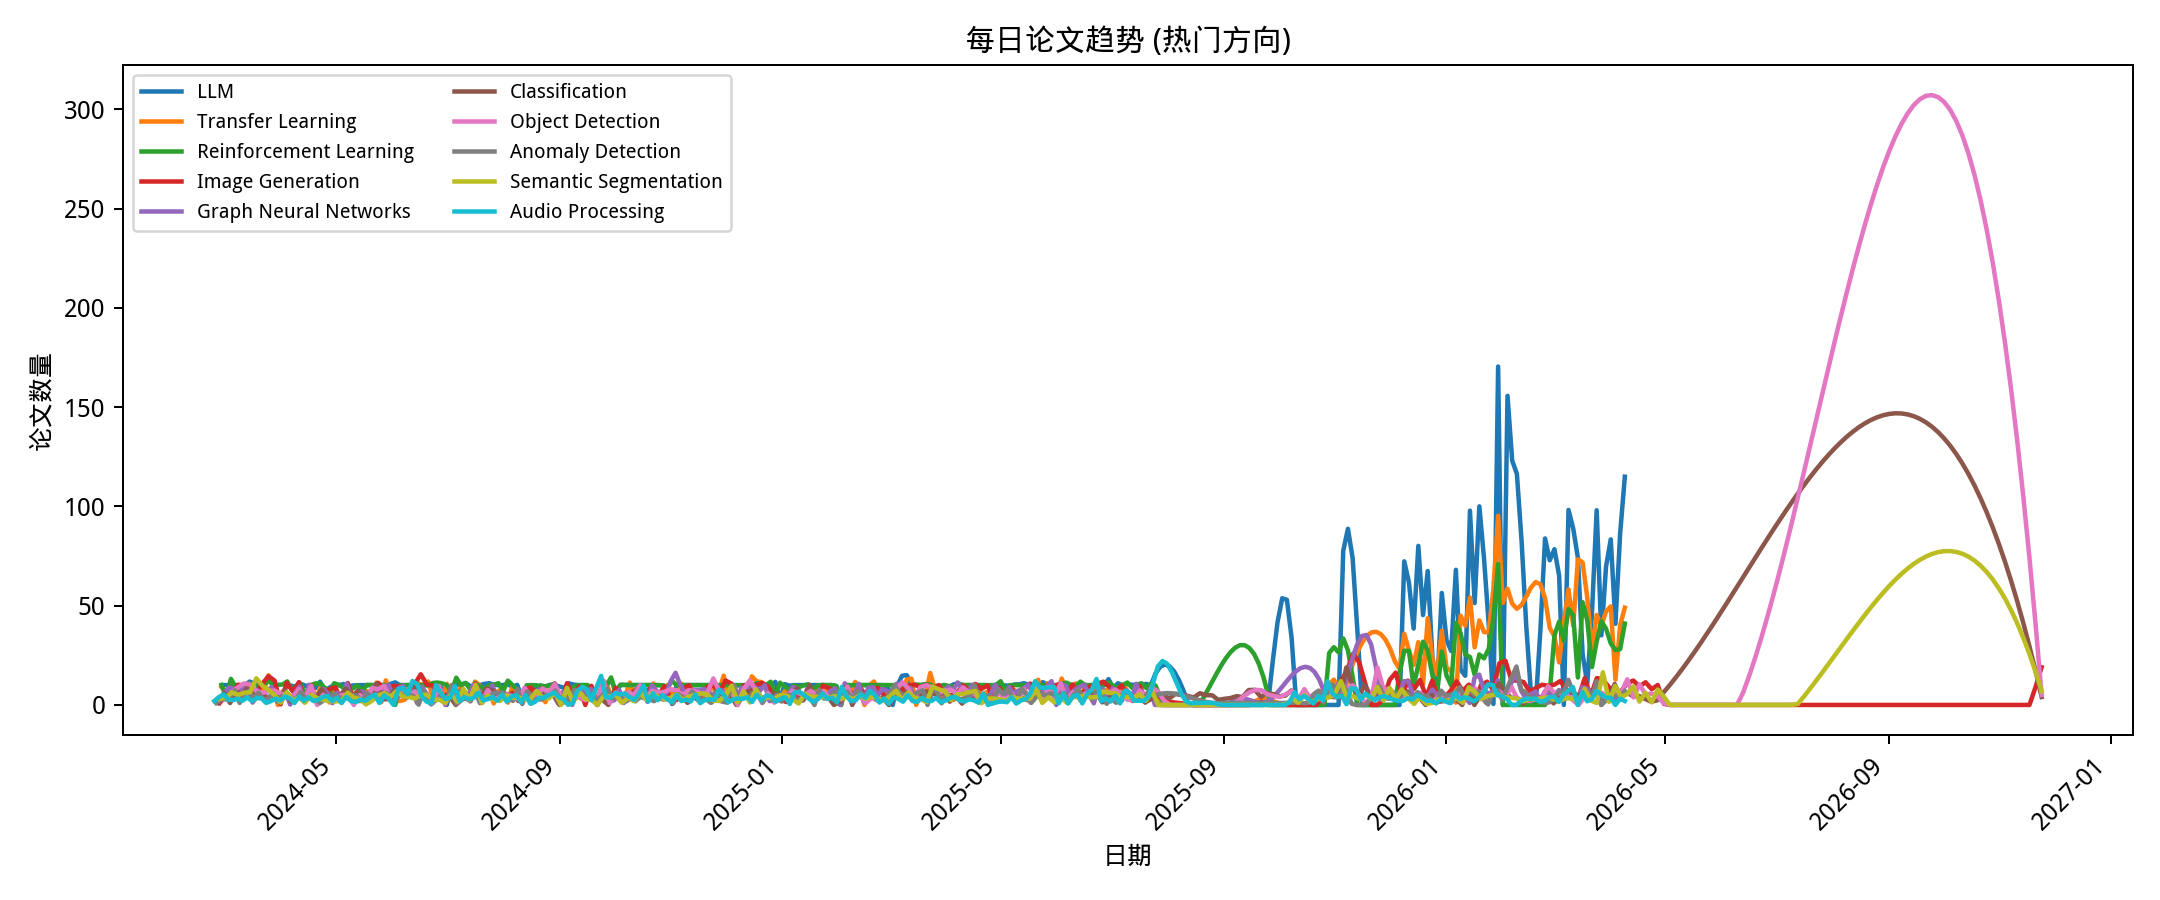 每日论文趋势 (热门方向)
LLM
Transfer Learning
Reinforcement Learning
Image Generation
Graph Neural Networks
Classification
Object Detection
Anomaly Detection
Semantic Segmentation
Audio Processing
论文数量
300
250
200
150
100
50
0
2024-05
2024-09
2025-01
2025-05
2025-09
2026-01
2026-05
2026-09
2027-01
日期